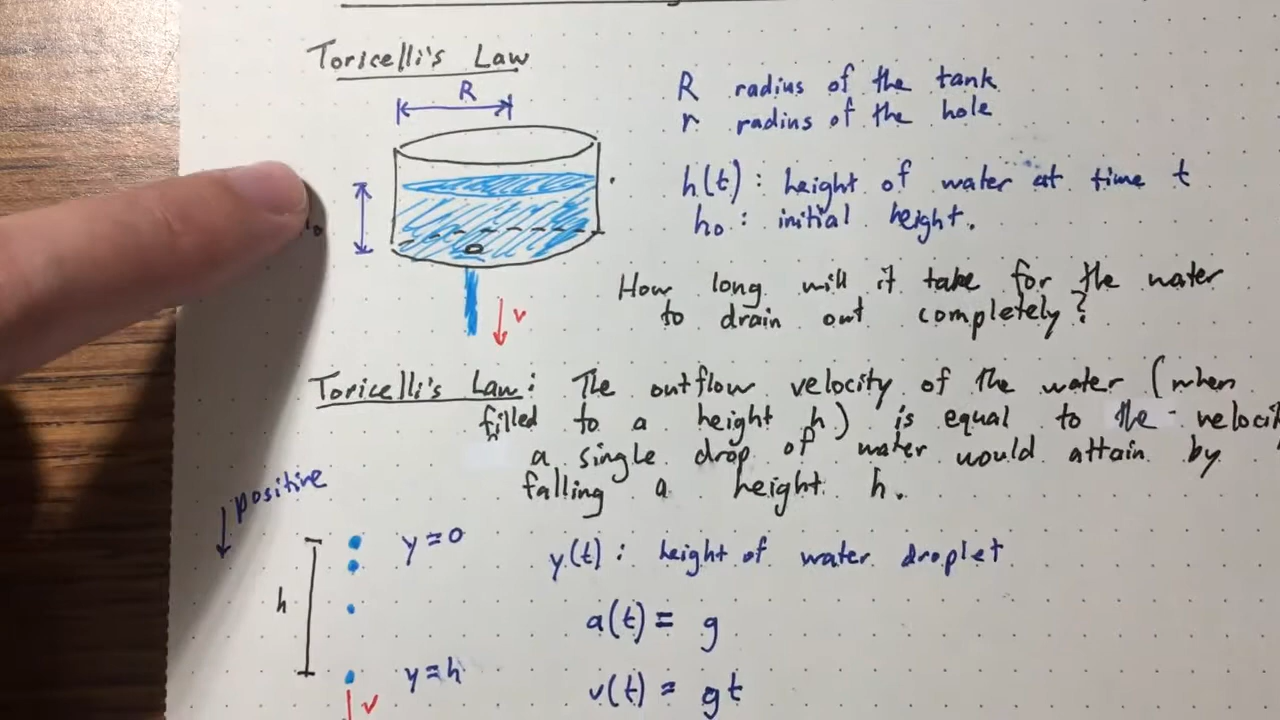 Toricelli's Law
R
R radius of the tank
r radius of the hole
h(t) : height of water at time t
h₀ : initial height.
How long will it take for the water
to drain out completely?
v
Toricelli's Law : The outflow velocity of the water (when
filled to a height h) is equal to the velocit
a single drop of water would attain by
falling a height h.
positive
y=0
h
y=h
v
y(t) : height of water droplet
a(t) = g
v(t) = gt